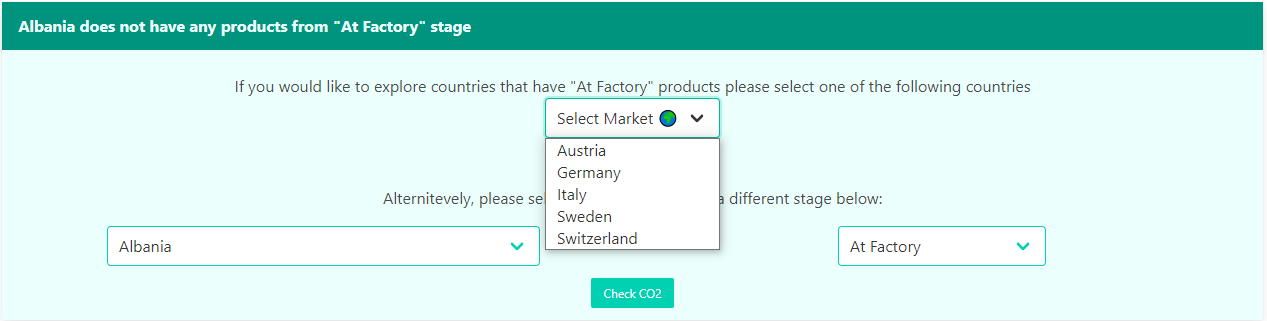 Albania does not have any products from "At Factory" stage
If you would like to explore countries that have "At Factory" products please select one of the following countries
Select Market
Austria
Germany
Italy
Sweden
Switzerland
Alternitevely, please se a different stage below:
Albania
At Factory
Check CO2